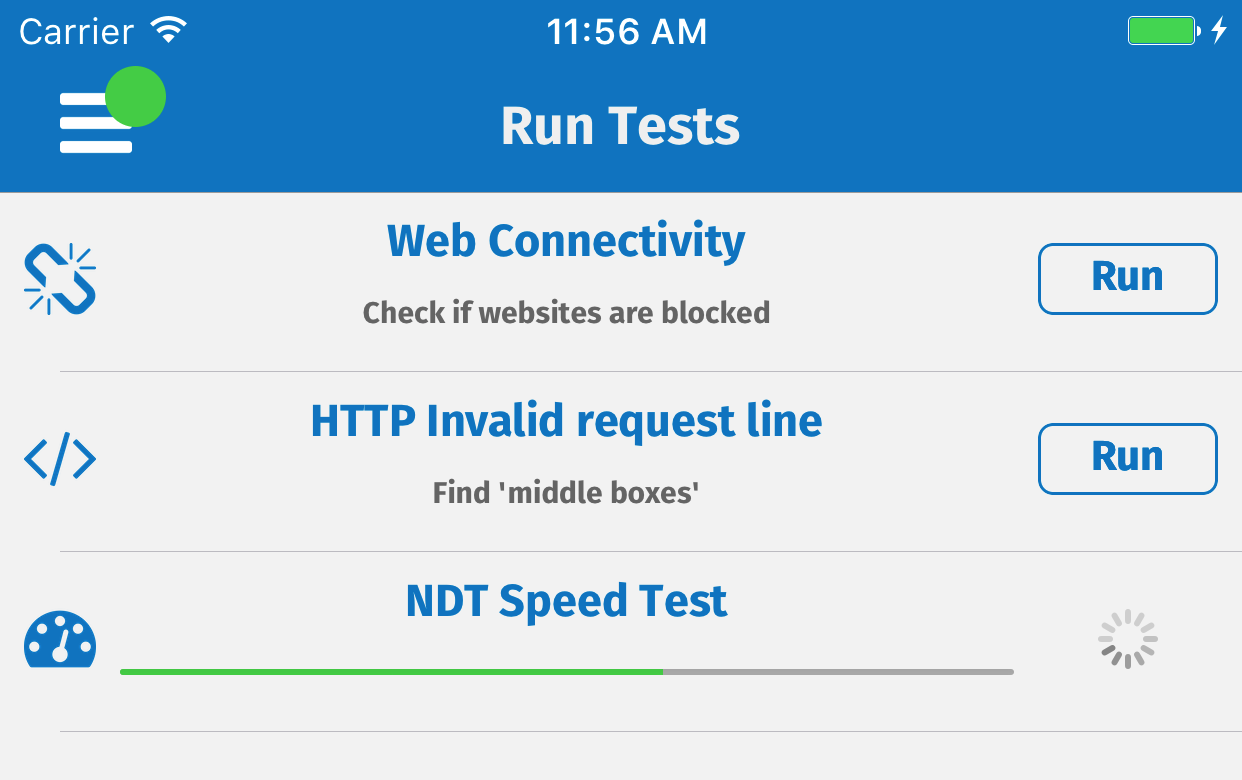 Carrier 11:56 AM
Run Tests
Web Connectivity
Check if websites are blocked
Run
HTTP Invalid request line
Find 'middle boxes'
Run
NDT Speed Test